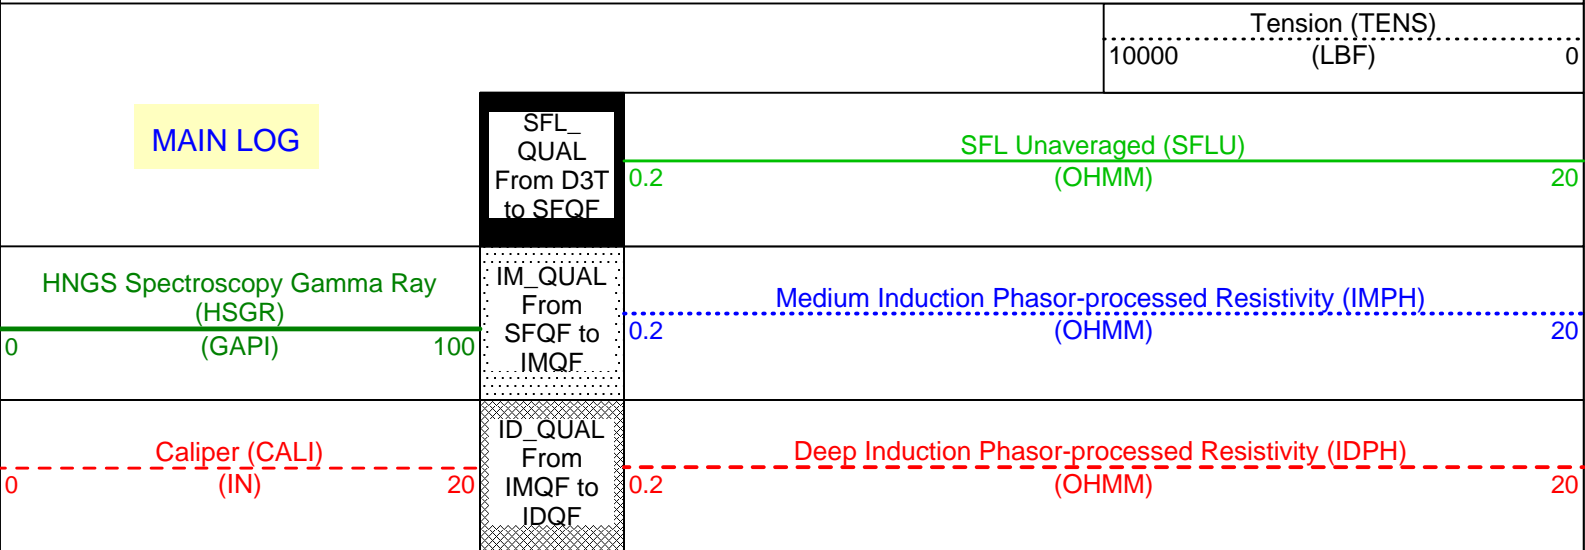 Tension (TENS)
10000 (LBF) 0
MAIN LOG
SFL_
QUAL
From D3T
to SFQF
SFL Unaveraged (SFLU)
0.2 (OHMM) 20
HNGS Spectroscopy Gamma Ray
(HSGR)
0 (GAPI) 100
IM_QUAL
From
SFQF to
IMQF
Medium Induction Phasor-processed Resistivity (IMPH)
0.2 (OHMM) 20
Caliper (CALI)
0 (IN) 20
ID_QUAL
From
IMQF to
IDQF
Deep Induction Phasor-processed Resistivity (IDPH)
0.2 (OHMM) 20